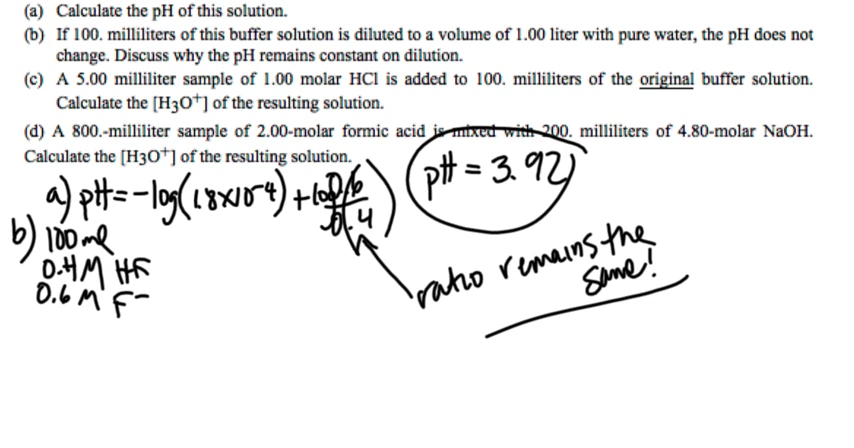 (a) Calculate the pH of this solution.
(b) If 100. milliliters of this buffer solution is diluted to a volume of 1.00 liter with pure water, the pH does not
change. Discuss why the pH remains constant on dilution.
(c) A 5.00 milliliter sample of 1.00 molar HCl is added to 100. milliliters of the original buffer solution.
Calculate the [H3O+] of the resulting solution.
(d) A 800.-milliliter sample of 2.00-molar formic acid is mixed with 200. milliliters of 4.80-molar NaOH.
Calculate the [H3O+] of the resulting solution.
a) pH=-log(1.8x10-4) + log 0.6/0.4)
pH = 3.92
b) 100 ml
0.4 M HF
0.6 M F-
ratio remains the
same!